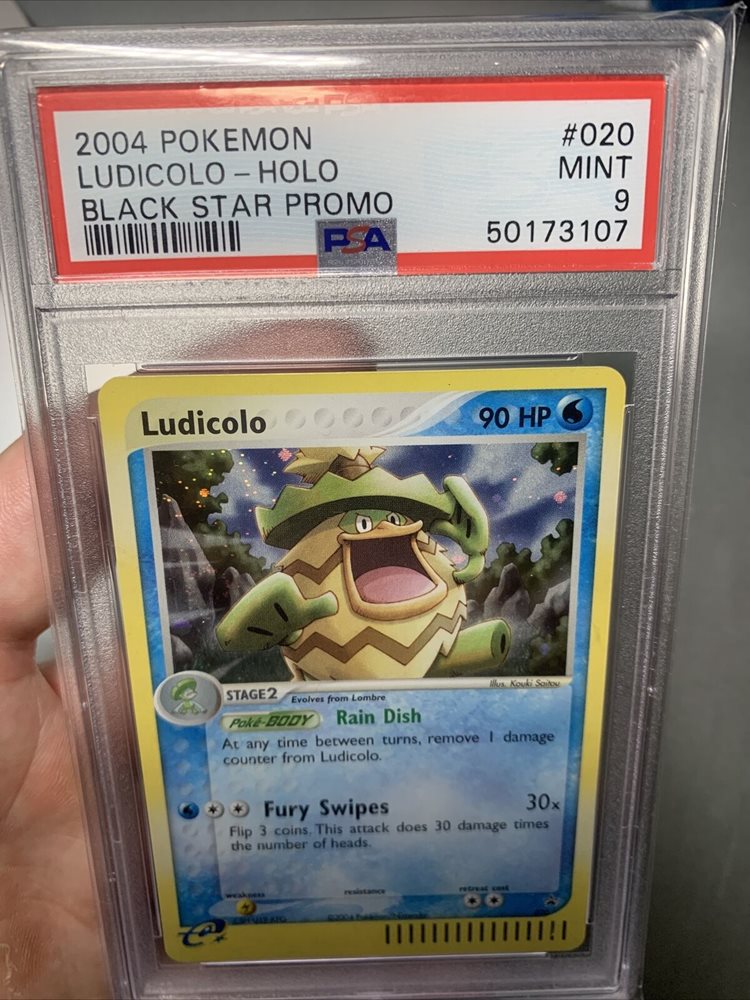 2004 POKEMON #020
LUDICOLO – HOLO MINT
BLACK STAR PROMO 9
PSA 50173107
Ludicolo 90 HP
Illus. Kouki Saitou
STAGE2 Evolves from Lombre
Poké-BODY Rain Dish
At any time between turns, remove 1 damage
counter from Ludicolo.
Fury Swipes 30x
Flip 3 coins. This attack does 30 damage times
the number of heads.
weakness resistance retreat cost
e